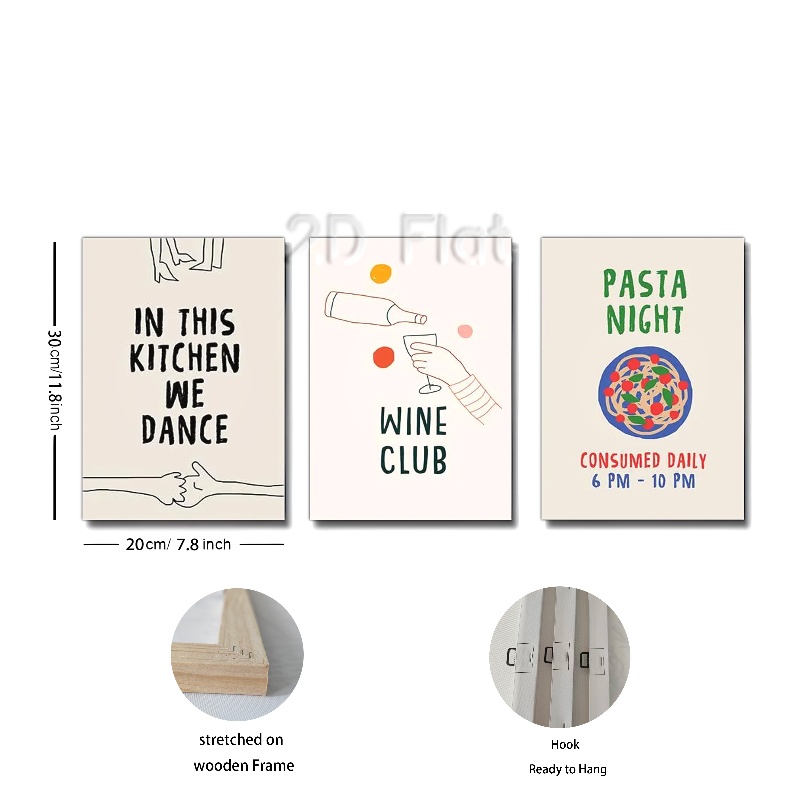 2D Flat
IN THIS
KITCHEN
WE
DANCE
WINE
CLUB
PASTA
NIGHT
CONSUMED DAILY
6 PM - 10 PM
30cm/11.8inch
20cm/ 7.8 inch
stretched on
wooden Frame
Hook
Ready to Hang